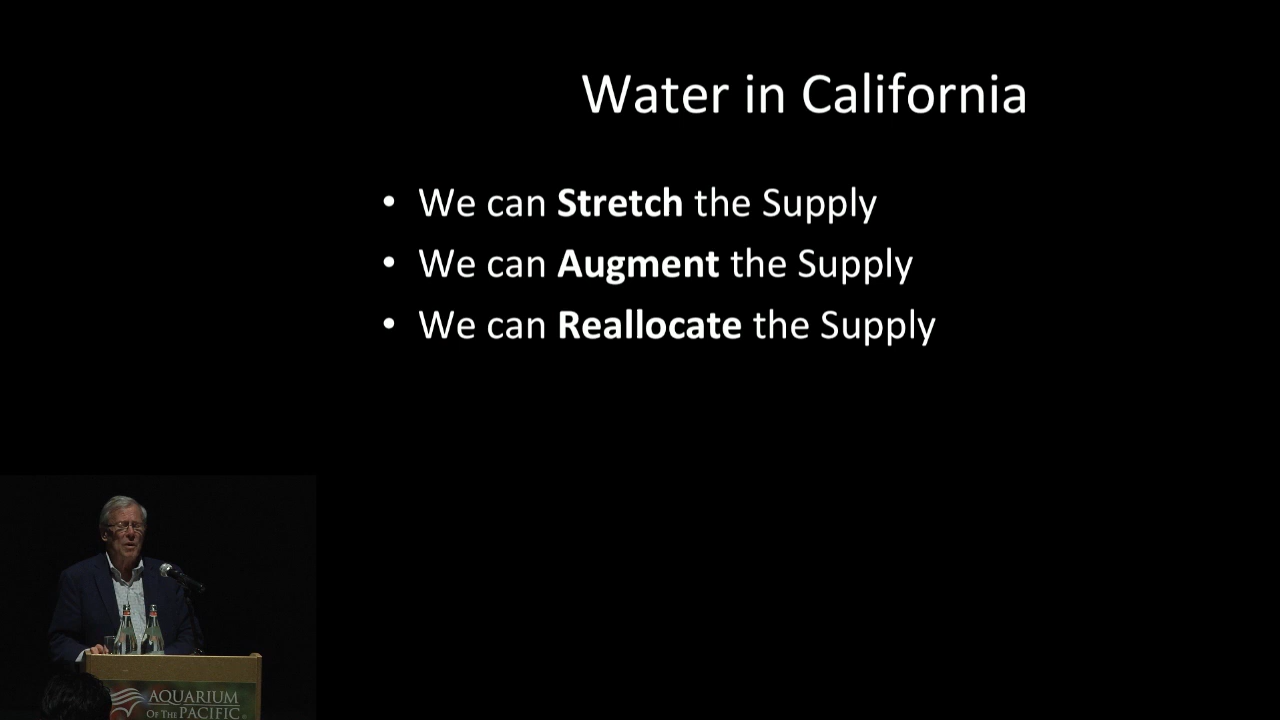 Water in California
• We can Stretch the Supply
• We can Augment the Supply
• We can Reallocate the Supply
AQUARIUM
OF THE PACIFIC